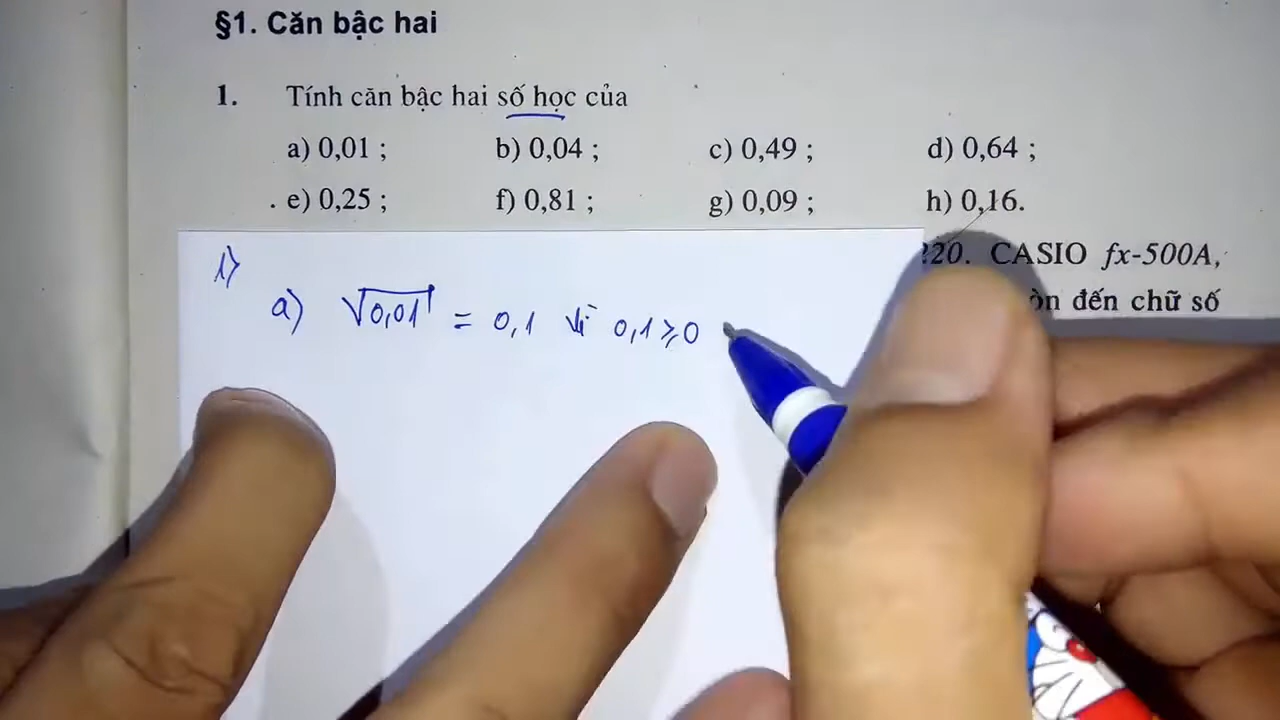 §1. Căn bậc hai
1. Tính căn bậc hai số học của
a) 0,01 ; b) 0,04 ; c) 0,49 ; d) 0,64 ;
. e) 0,25 ; f) 0,81 ; g) 0,09 ; h) 0,16.
220. CASIO fx-500A,
òn đến chữ số
1)
a) √0,01 = 0,1 vì 0,1 ≥ 0